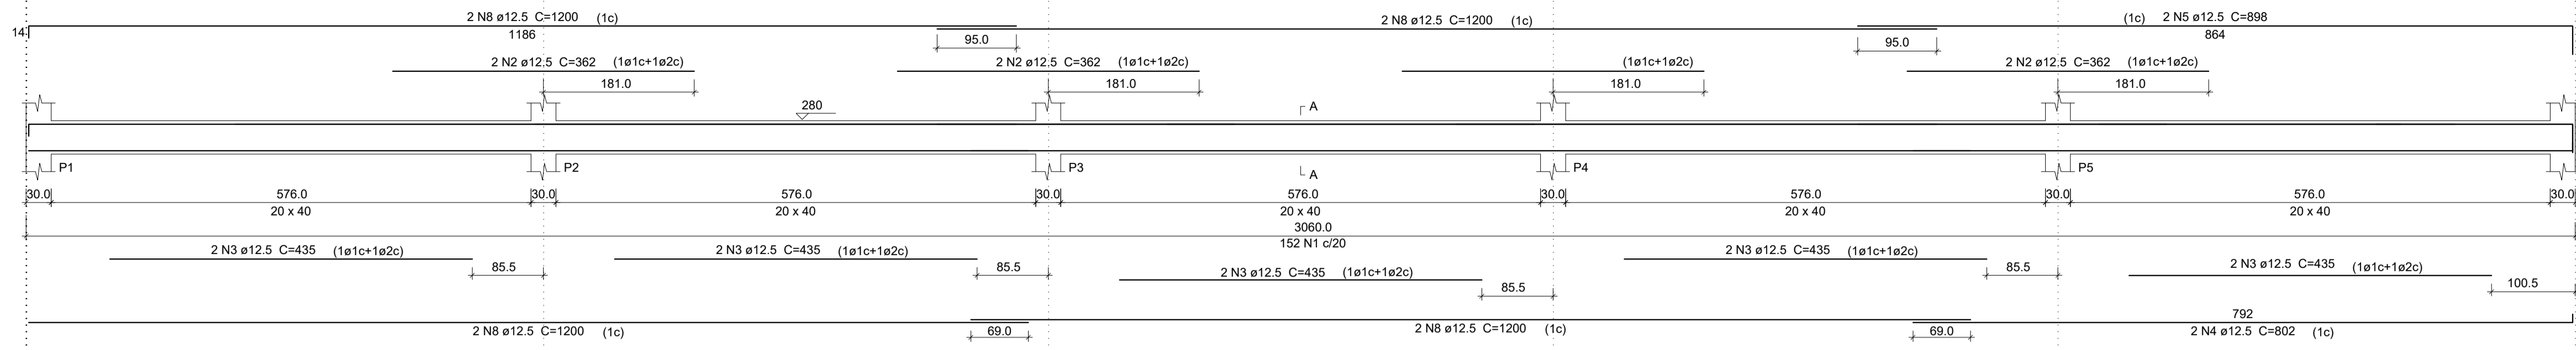 2 N8 ø12.5 C=1200 (1c)
2 N8 ø12.5 C=1200 (1c)
(1c) 2 N5 ø12.5 C=898
14
1186
95.0
95.0
864
2 N2 ø12.5 C=362 (1ø1c+1ø2c)
2 N2 ø12.5 C=362 (1ø1c+1ø2c)
(1ø1c+1ø2c)
2 N2 ø12.5 C=362 (1ø1c+1ø2c)
181.0
181.0
181.0
181.0
280
A
P1
P2
P3
A
P4
P5
30.0
576.0
30.0
576.0
30.0
576.0
30.0
576.0
30.0
576.0
30.0
20 x 40
20 x 40
20 x 40
20 x 40
20 x 40
3060.0
152 N1 c/20
2 N3 ø12.5 C=435 (1ø1c+1ø2c)
2 N3 ø12.5 C=435 (1ø1c+1ø2c)
2 N3 ø12.5 C=435 (1ø1c+1ø2c)
2 N3 ø12.5 C=435 (1ø1c+1ø2c)
2 N3 ø12.5 C=435 (1ø1c+1ø2c)
85.5
85.5
85.5
85.5
100.5
792
2 N8 ø12.5 C=1200 (1c)
69.0
2 N8 ø12.5 C=1200 (1c)
69.0
2 N4 ø12.5 C=802 (1c)